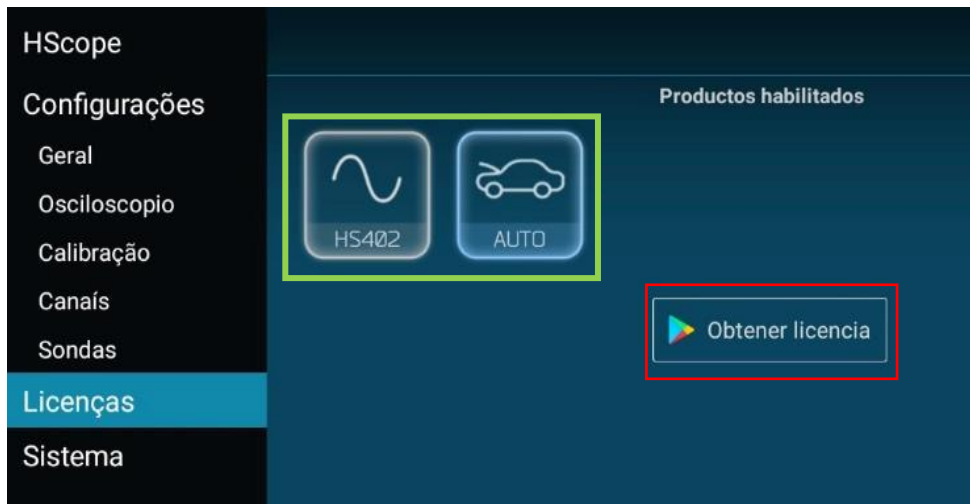 HScope
Configurações
Geral
Osciloscopio
Calibração
Canaís
Sondas
Licenças
Sistema
Productos habilitados
HS402
AUTO
Obtener licencia